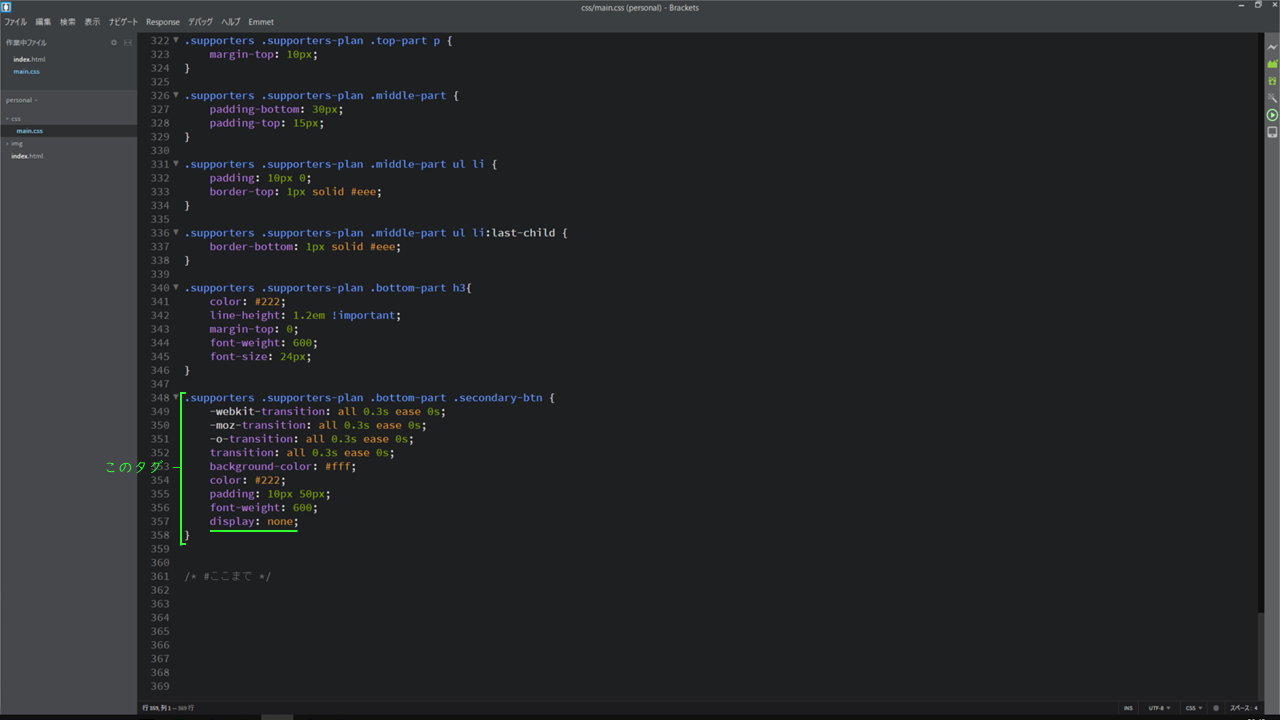 css/main.css (personal) - Brackets
ファイル 編集 検索 表示 ナビゲート Response デバッグ ヘルプ Emmet
作業中ファイル
index.html
main.css
personal
css
main.css
img
index.html
322 .supporters .supporters-plan .top-part p {
323 margin-top: 10px;
324 }
325
326 .supporters .supporters-plan .middle-part {
327 padding-bottom: 30px;
328 padding-top: 15px;
329 }
330
331 .supporters .supporters-plan .middle-part ul li {
332 padding: 10px 0;
333 border-top: 1px solid #eee;
334 }
335
336 .supporters .supporters-plan .middle-part ul li:last-child {
337 border-bottom: 1px solid #eee;
338 }
339
340 .supporters .supporters-plan .bottom-part h3{
341 color: #222;
342 line-height: 1.2em !important;
343 margin-top: 0;
344 font-weight: 600;
345 font-size: 24px;
346 }
347
348 .supporters .supporters-plan .bottom-part .secondary-btn {
349 -webkit-transition: all 0.3s ease 0s;
350 -moz-transition: all 0.3s ease 0s;
351 -o-transition: all 0.3s ease 0s;
352 transition: all 0.3s ease 0s;
このタグ
353 background-color: #fff;
354 color: #222;
355 padding: 10px 50px;
356 font-weight: 600;
357 display: none;
358 }
359
360
361 /* #ここまで */
362
363
364
365
366
367
368
369
行 369, 列 1 — 369 行
INS UTF-8 CSS スペース: 4